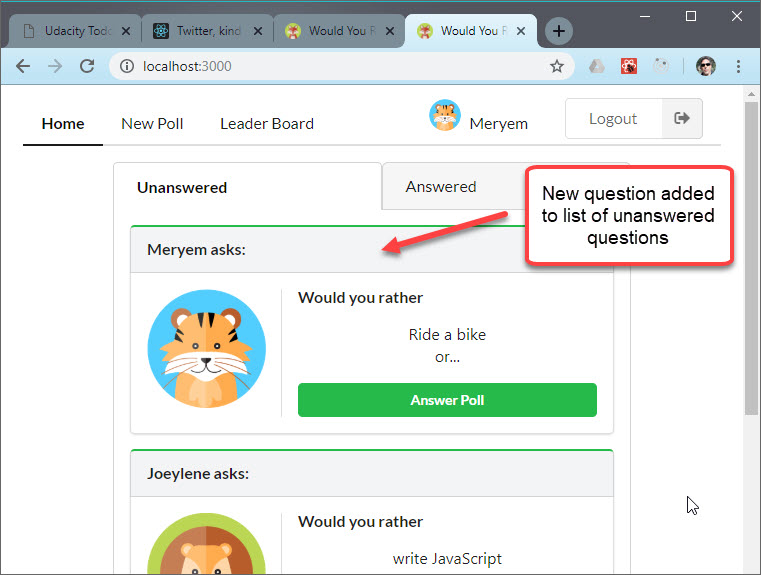 Udacity Todo
Twitter, kind
Would You R
Would You R
localhost:3000
Home
New Poll
Leader Board
Meryem
Logout
Unanswered
Answered
New question added
to list of unanswered
questions
Meryem asks:
Would you rather
Ride a bike
or...
Answer Poll
Joeylene asks:
Would you rather
write JavaScript